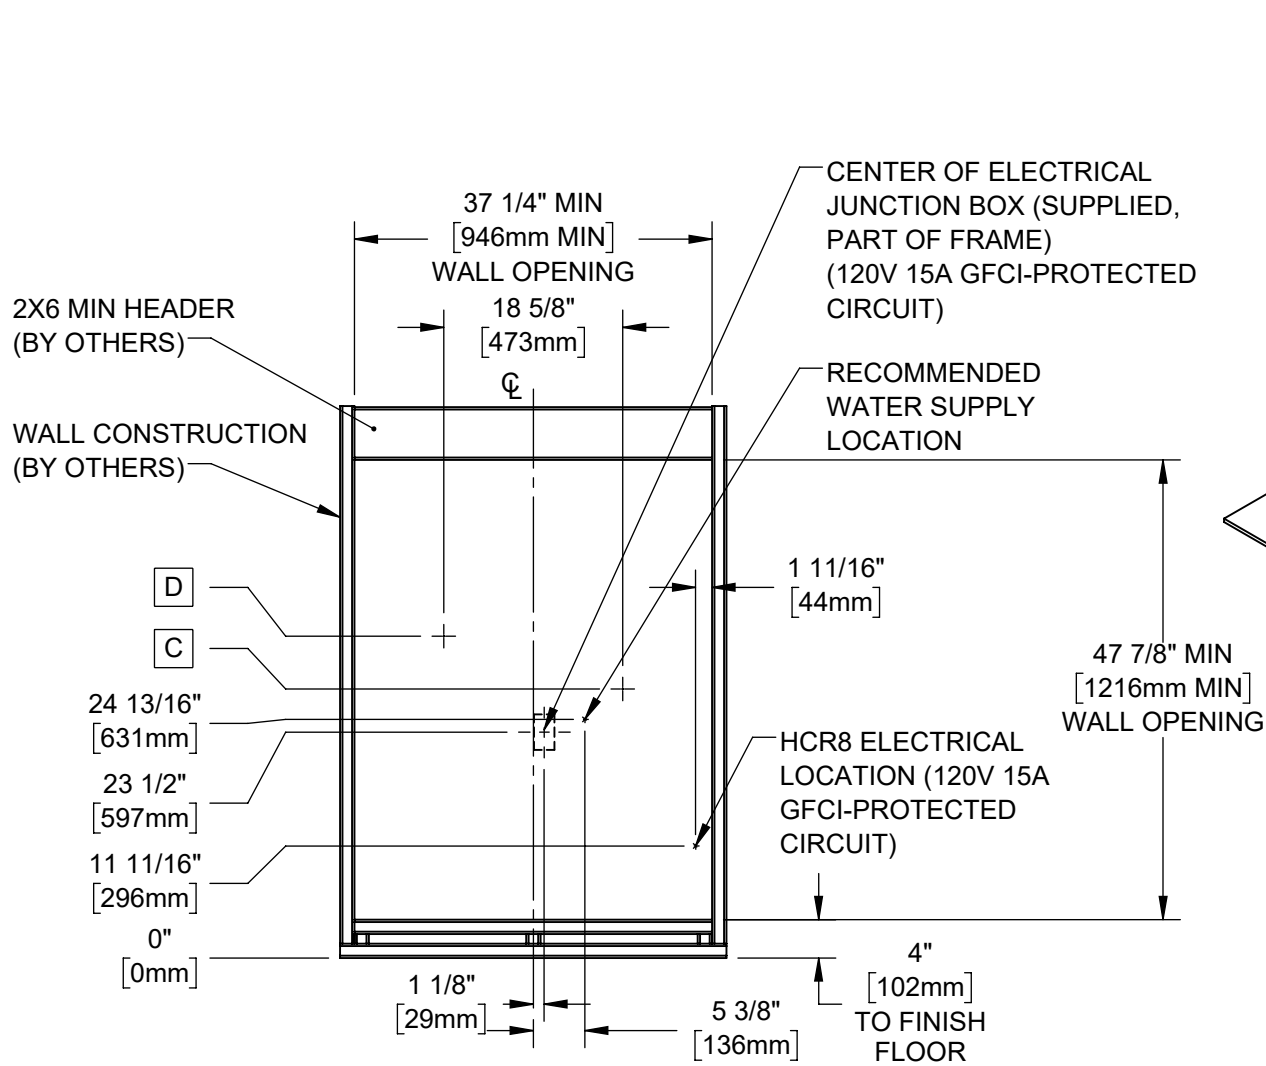 37 1/4" MIN
[946mm MIN]
WALL OPENING
18 5/8"
[473mm]
℄
CENTER OF ELECTRICAL
JUNCTION BOX (SUPPLIED,
PART OF FRAME)
(120V 15A GFCI-PROTECTED
CIRCUIT)
2X6 MIN HEADER
(BY OTHERS)
RECOMMENDED
WATER SUPPLY
LOCATION
WALL CONSTRUCTION
(BY OTHERS)
1 11/16"
[44mm]
D
C
47 7/8" MIN
[1216mm MIN]
WALL OPENING
24 13/16"
[631mm]
23 1/2"
[597mm]
HCR8 ELECTRICAL
LOCATION (120V 15A
GFCI-PROTECTED
CIRCUIT)
11 11/16"
[296mm]
0"
[0mm]
1 1/8"
[29mm]
5 3/8"
[136mm]
4"
[102mm]
TO FINISH
FLOOR